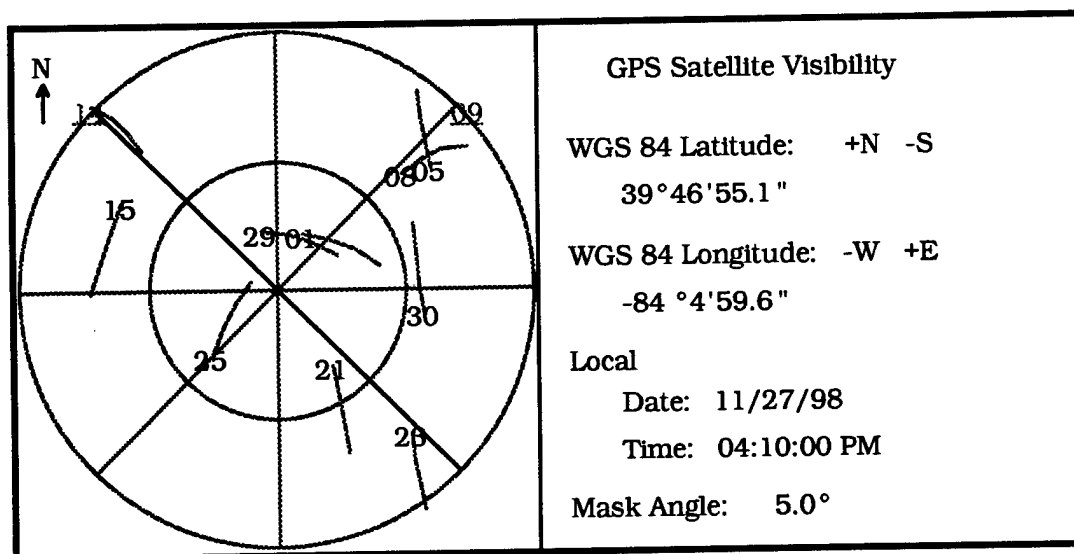 N
09
08 05
15
29 01
30
25
21
GPS Satellite Visibility
WGS 84 Latitude: +N -S
39°46'55.1"
WGS 84 Longitude: -W +E
-84 °4'59.6"
Local
Date: 11/27/98
Time: 04:10:00 PM
Mask Angle: 5.0°